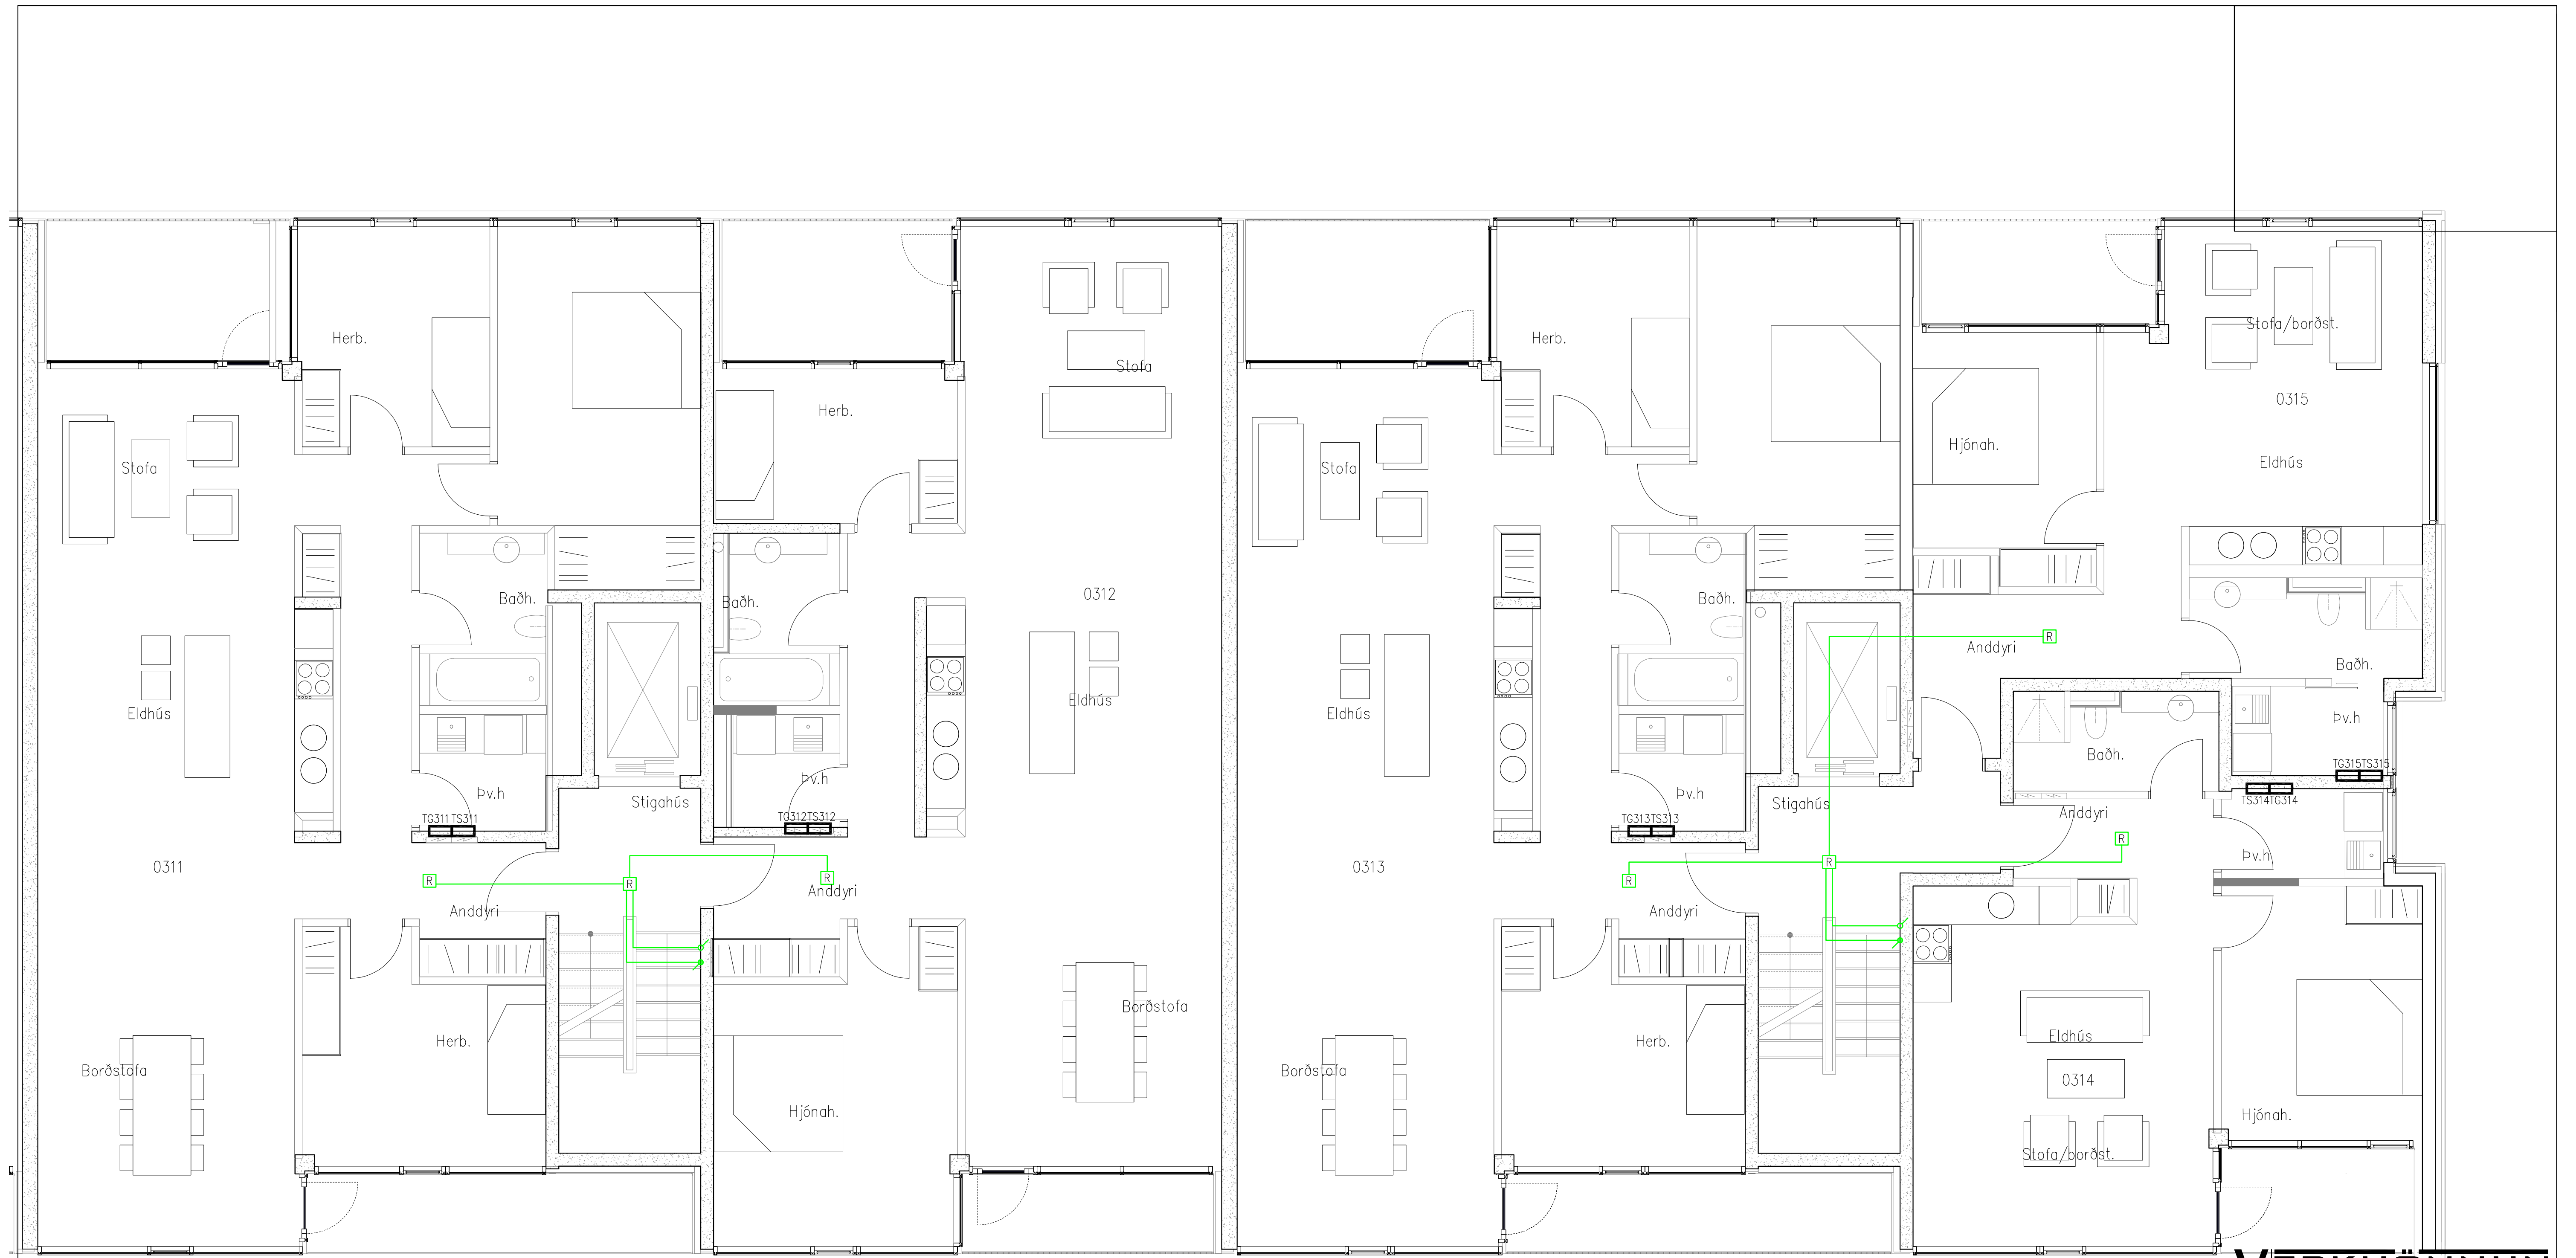 Herb.
Herb.
Stofa/borðst.
Stofa
0315
Herb.
Hjónah.
Eldhús
Stofa
Stofa
Baðh.
Baðh.
0312
Baðh.
R
Anddyri
Baðh.
Eldhús
Eldhús
Eldhús
Þv.h
Baðh.
TG315TS315
Þv.h
Þv.h
Þv.h
Stigahús
Stigahús
TS314TG314
TG311 TS311
TG312TS312
TG313TS313
Anddyri
R
0311
R
R
R
Anddyri
0313
R
R
Þv.h
Anddyri
Anddyri
Borðstofa
Herb.
Herb.
Eldhús
Borðstofa
Borðstofa
0314
Hjónah.
Hjónah.
Stofa/borðst.